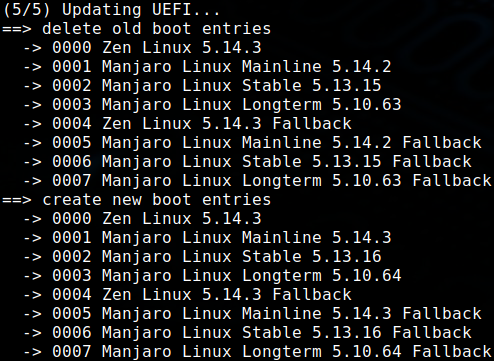 (5/5) Updating UEFI...
==> delete old boot entries
-> 0000 Zen Linux 5.14.3
-> 0001 Manjaro Linux Mainline 5.14.2
-> 0002 Manjaro Linux Stable 5.13.15
-> 0003 Manjaro Linux Longterm 5.10.63
-> 0004 Zen Linux 5.14.3 Fallback
-> 0005 Manjaro Linux Mainline 5.14.2 Fallback
-> 0006 Manjaro Linux Stable 5.13.15 Fallback
-> 0007 Manjaro Linux Longterm 5.10.63 Fallback
==> create new boot entries
-> 0000 Zen Linux 5.14.3
-> 0001 Manjaro Linux Mainline 5.14.3
-> 0002 Manjaro Linux Stable 5.13.16
-> 0003 Manjaro Linux Longterm 5.10.64
-> 0004 Zen Linux 5.14.3 Fallback
-> 0005 Manjaro Linux Mainline 5.14.3 Fallback
-> 0006 Manjaro Linux Stable 5.13.16 Fallback
-> 0007 Manjaro Linux Longterm 5.10.64 Fallback